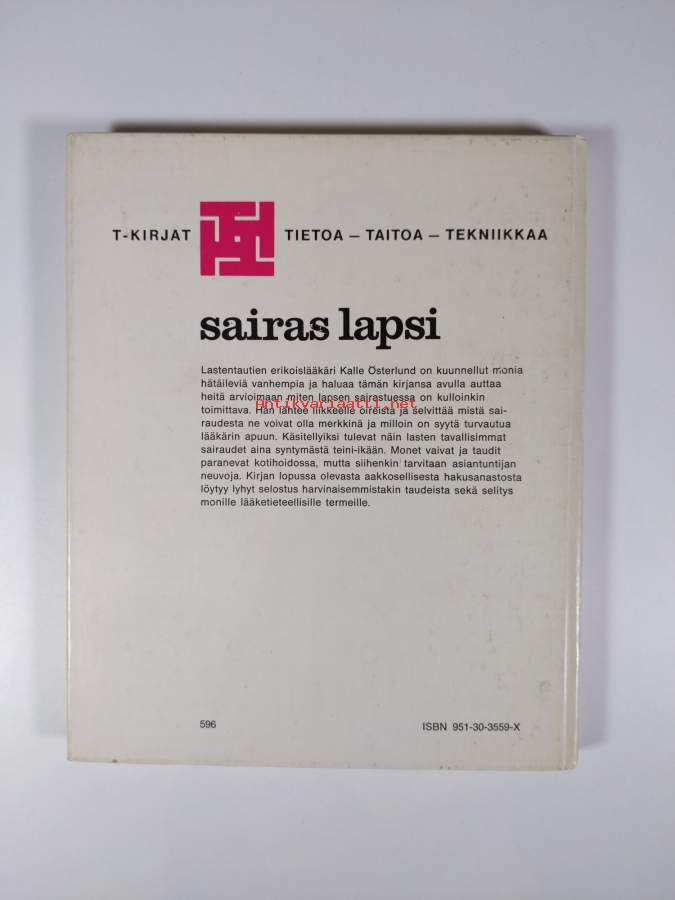 T-KIRJAT TIETOA – TAITOA – TEKNIIKKAA
sairas lapsi
Lastentautien erikoislääkäri Kalle Österlund on kuunnellut monia
hätäileviä vanhempia ja haluaa tämän kirjansa avulla auttaa
heitä arvioimaan miten lapsen sairastuessa on kulloinkin
antikvariaatti.net
toimittava. Hän lähtee liikkeelle oireista ja selvittää mistä sai-
raudesta ne voivat olla merkkinä ja milloin on syytä turvautua
lääkärin apuun. Käsitellyiksi tulevat näin lasten tavallisimmat
sairaudet aina syntymästä teini-ikään. Monet vaivat ja taudit
paranevat kotihoidossa, mutta siihenkin tarvitaan asiantuntijan
neuvoja. Kirjan lopussa olevasta aakkosellisesta hakusanastosta
löytyy lyhyt selostus harvinaisemmistakin taudeista sekä selitys
monille lääketieteellisille termeille.
596 ISBN 951-30-3559-X